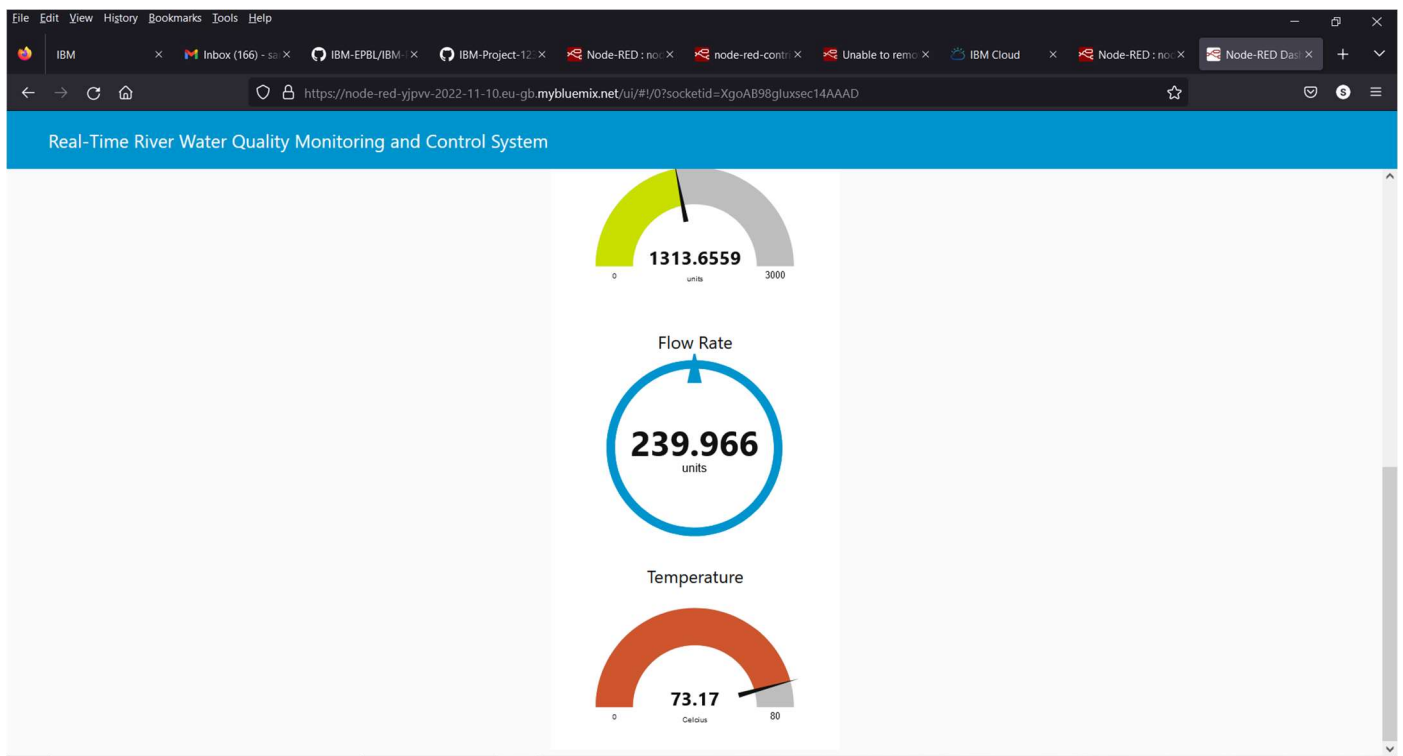 File Edit View History Bookmarks Tools Help
IBM
Inbox (166) - sa
IBM-EPBL/IBM-
IBM-Project-12
Node-RED : no
node-red-contri
Unable to remo
IBM Cloud
Node-RED : no
Node-RED Das
https://node-red-yjpvv-2022-11-10.eu-gb.mybluemix.net/ui/#!/0?socketid=XgoAB98gIuxsec14AAAD
S
Real-Time River Water Quality Monitoring and Control System
1313.6559
0 units 3000
Flow Rate
239.966
units
Temperature
73.17
0 Celcius 80